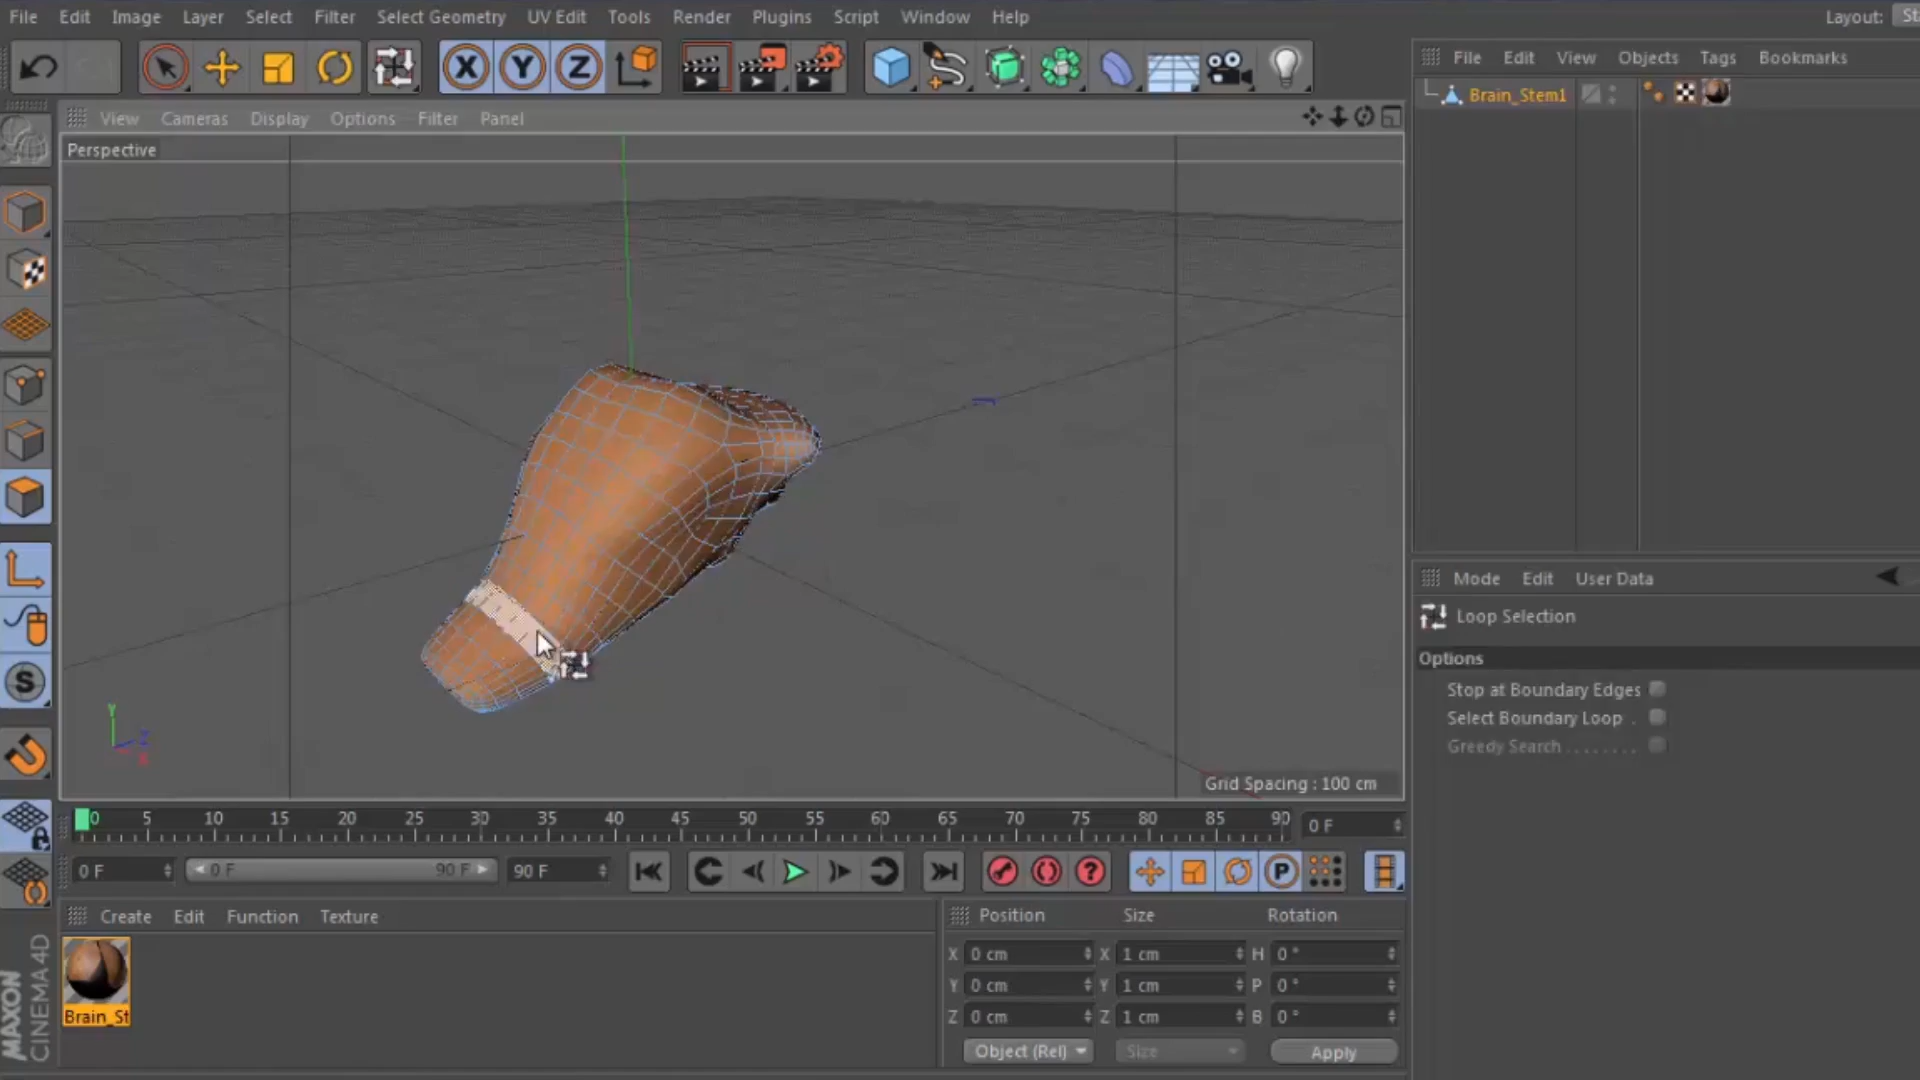 File Edit Image Layer Select Filter Select Geometry UV Edit Tools Render Plugins Script Window Help Layout:
File Edit View Objects Tags Bookmarks
Brain_Stem1
View Cameras Display Options Filter Panel
Perspective
X Y Z
Y
Z
X
Grid Spacing : 100 cm
Mode Edit User Data
Loop Selection
Options
Stop at Boundary Edges
Select Boundary Loop .
Greedy Search . . . . . . . .
0 5 10 15 20 25 30 35 40 45 50 55 60 65 70 75 80 85 90 0 F
0 F 0 F 90 F 90 F
Create Edit Function Texture
Brain_St
Position Size Rotation
X 0 cm X 1 cm H 0 °
Y 0 cm Y 1 cm P 0 °
Z 0 cm Z 1 cm B 0 °
Object (Rel) Size Apply
MAXON
CINEMA 4D